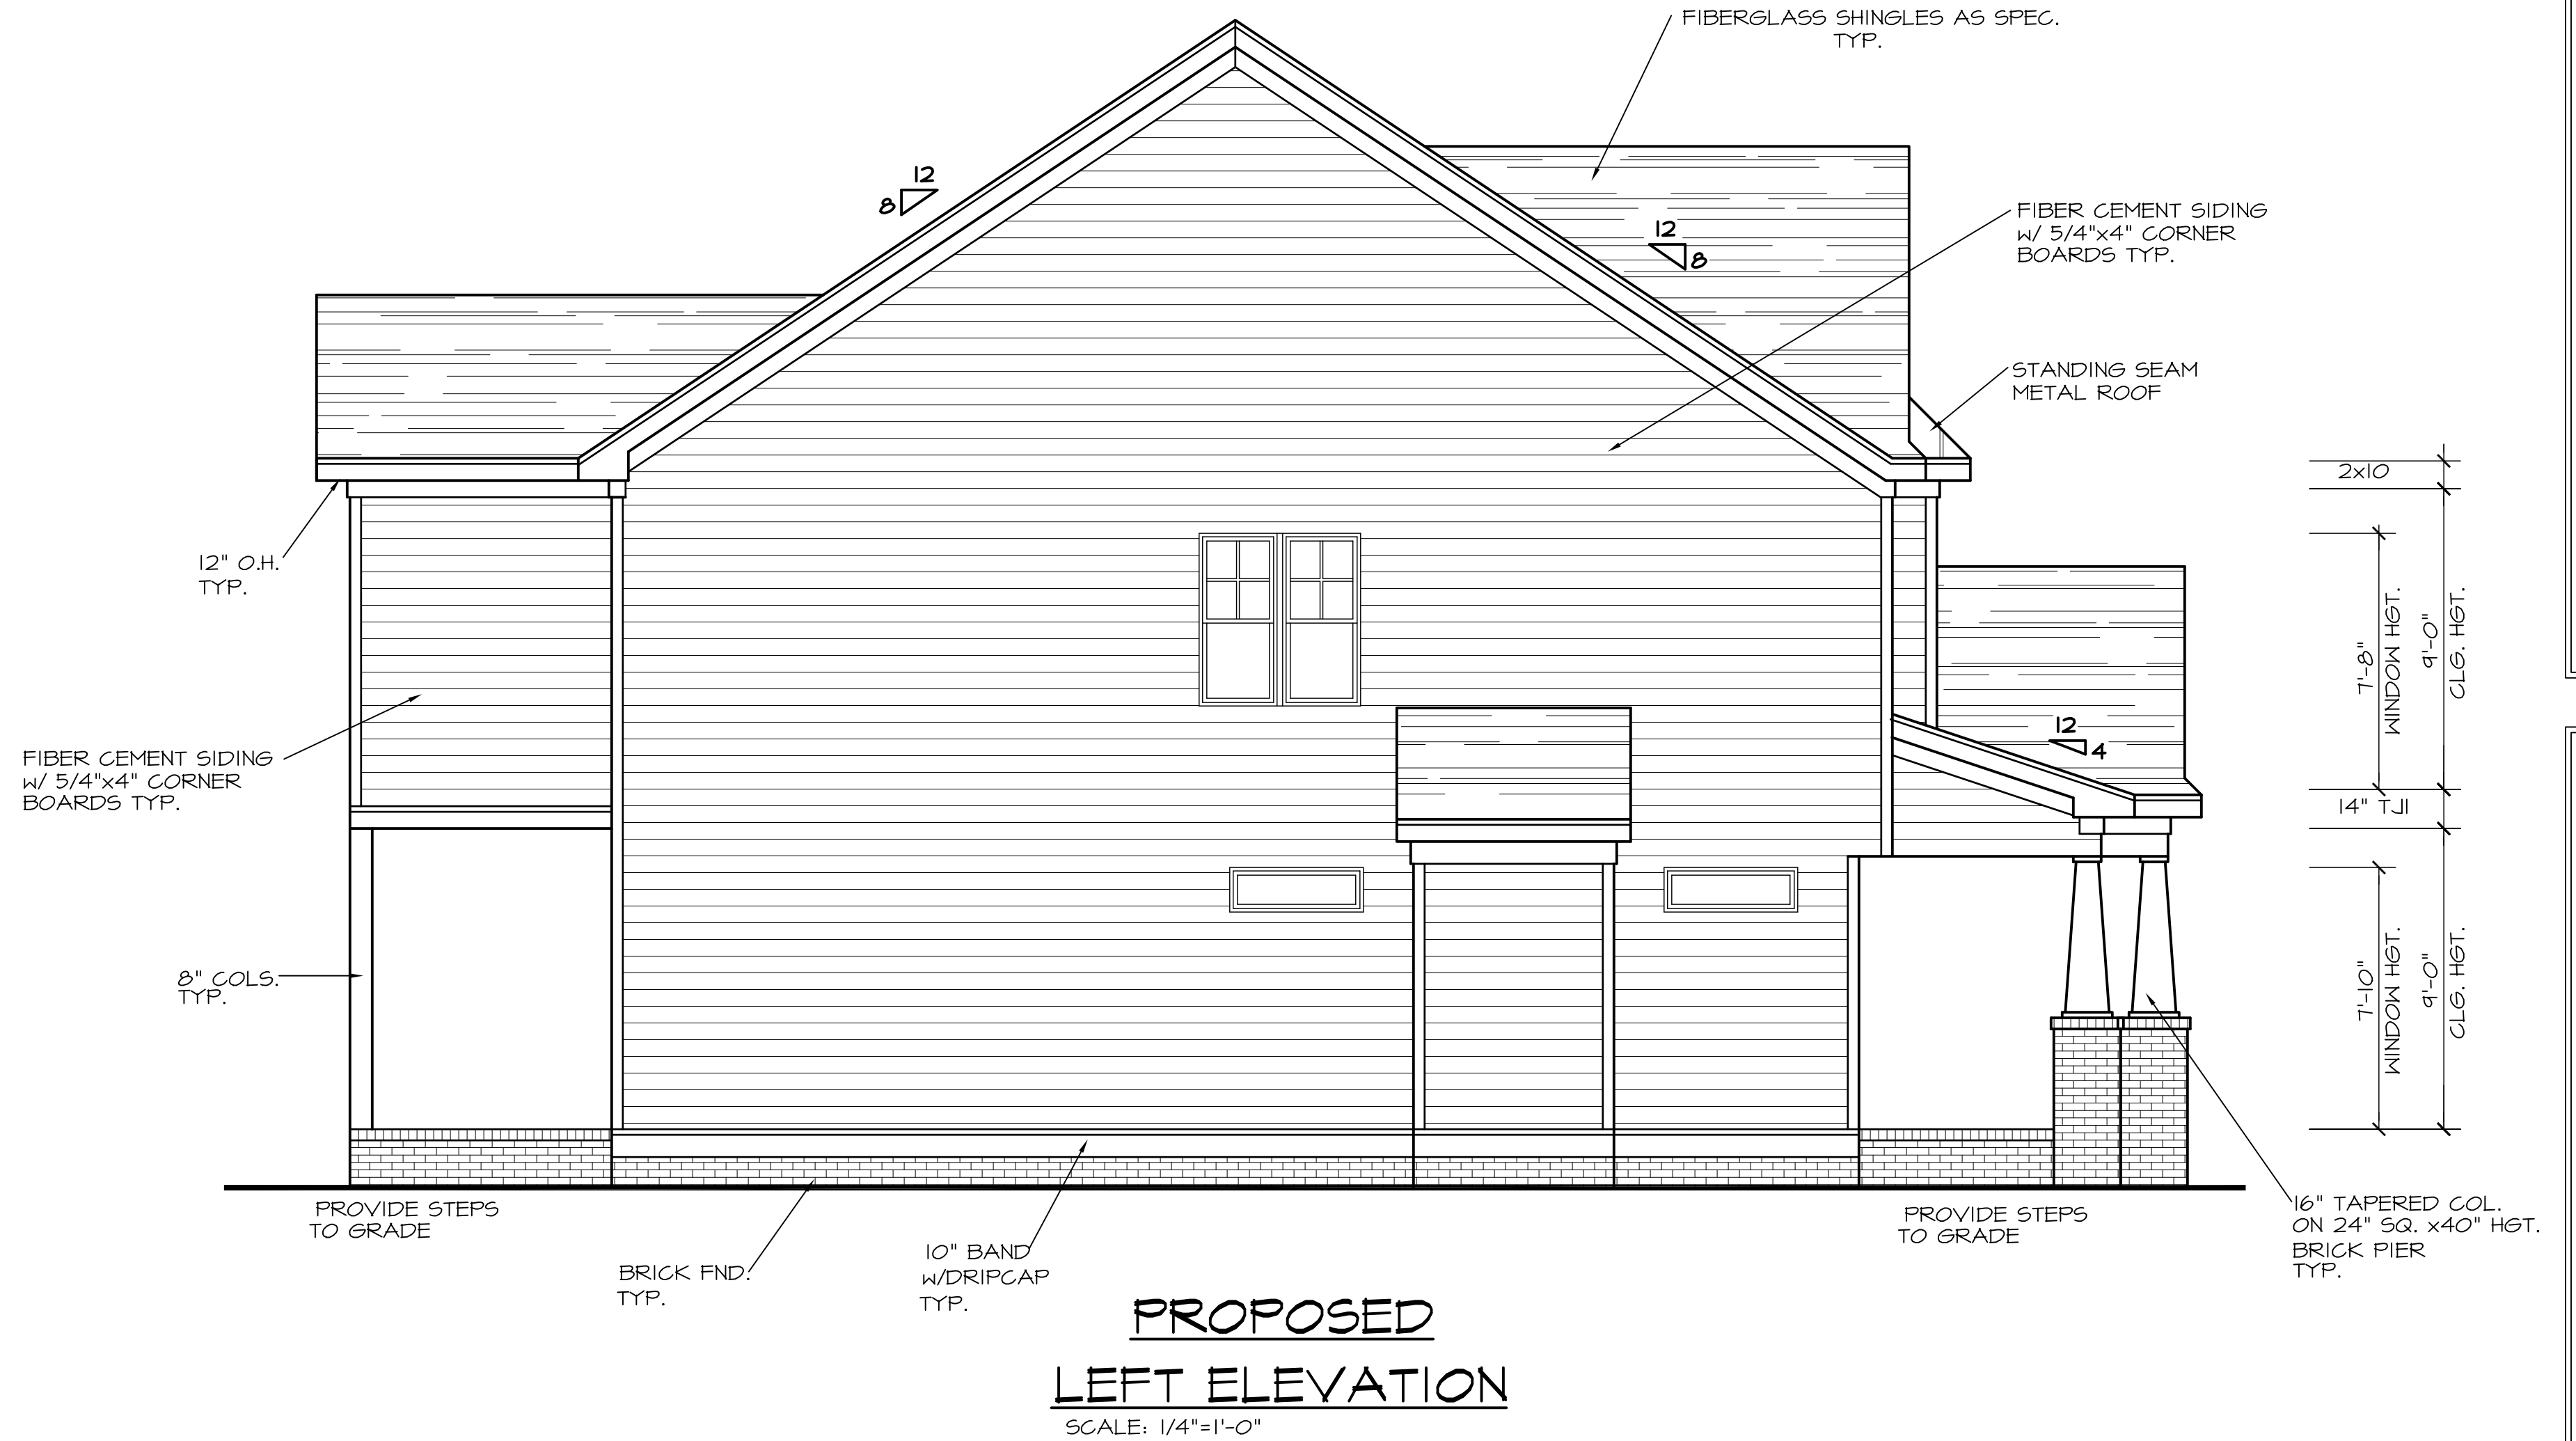 FIBERGLASS SHINGLES AS SPEC.
TYP.
12
8
12
8
FIBER CEMENT SIDING
W/ 5/4"x4" CORNER
BOARDS TYP.
STANDING SEAM
METAL ROOF
2x10
12" O.H.
TYP.
7'-8"
WINDOW HGT.
9'-0"
CLG. HGT.
FIBER CEMENT SIDING
W/ 5/4"x4" CORNER
BOARDS TYP.
12
4
14" TJI
8" COLS.
TYP.
7'-10"
WINDOW HGT.
9'-0"
CLG. HGT.
PROVIDE STEPS
TO GRADE
PROVIDE STEPS
TO GRADE
16" TAPERED COL.
ON 24" SQ. x40" HGT.
BRICK PIER
TYP.
BRICK FND.
TYP.
10" BAND
W/DRIPCAP
TYP.
PROPOSED
LEFT ELEVATION
SCALE: 1/4"=1'-0"